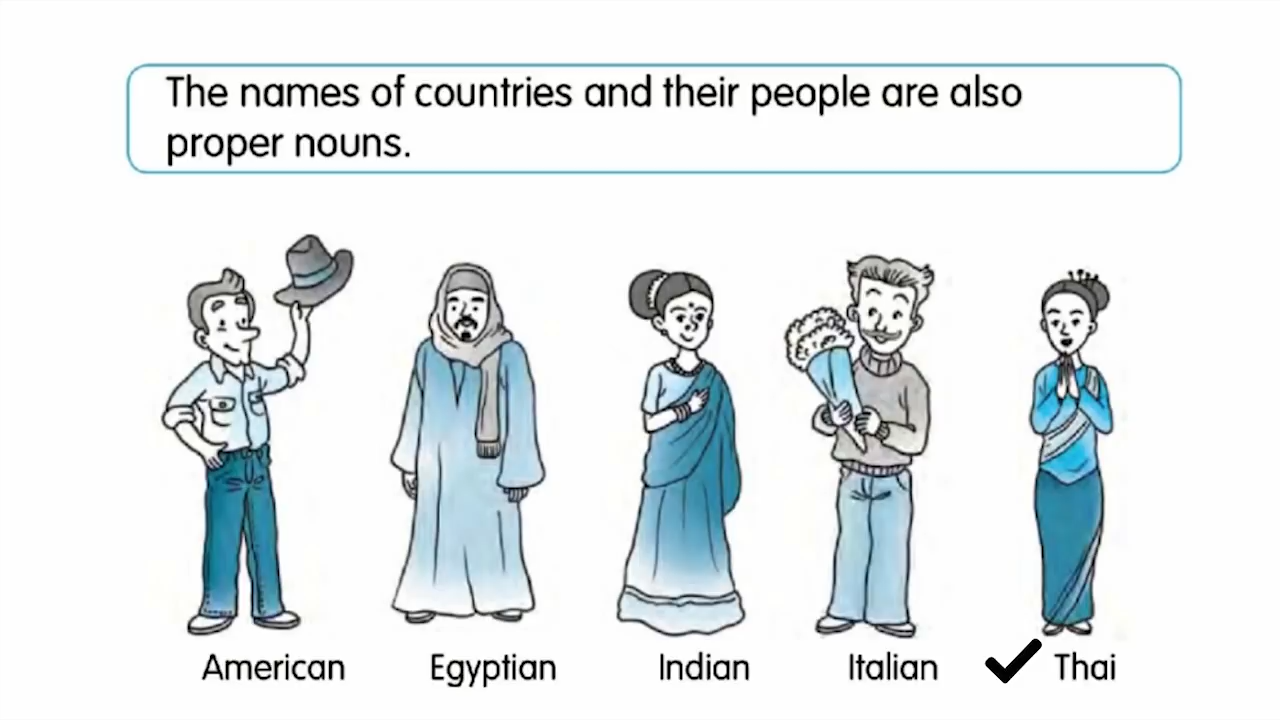 The names of countries and their people are also
proper nouns.
American Egyptian Indian Italian Thai